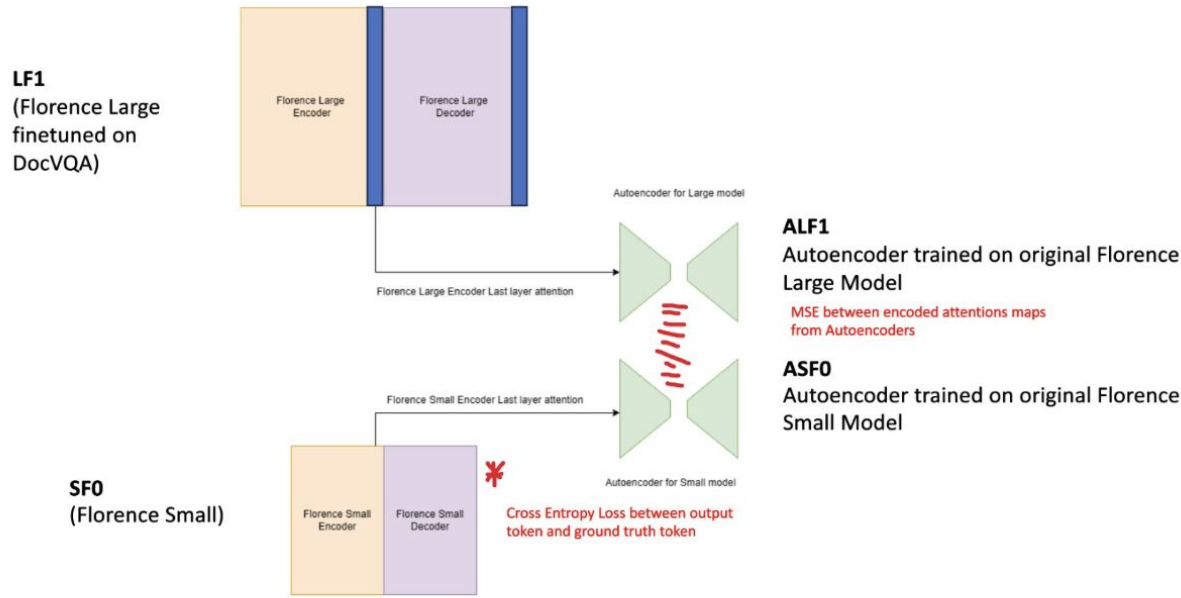 LF1
(Florence Large
finetuned on
DocVQA)
Florence Large
Encoder
Florence Large
Decoder
Autoencoder for Large model
Florence Large Encoder Last layer attention
ALF1
Autoencoder trained on original Florence
Large Model
MSE between encoded attentions maps
from Autoencoders
ASF0
Autoencoder trained on original Florence
Small Model
Florence Small Encoder Last layer attention
Autoencoder for Small model
SF0
(Florence Small)
Florence Small
Encoder
Florence Small
Decoder
Cross Entropy Loss between output
token and ground truth token